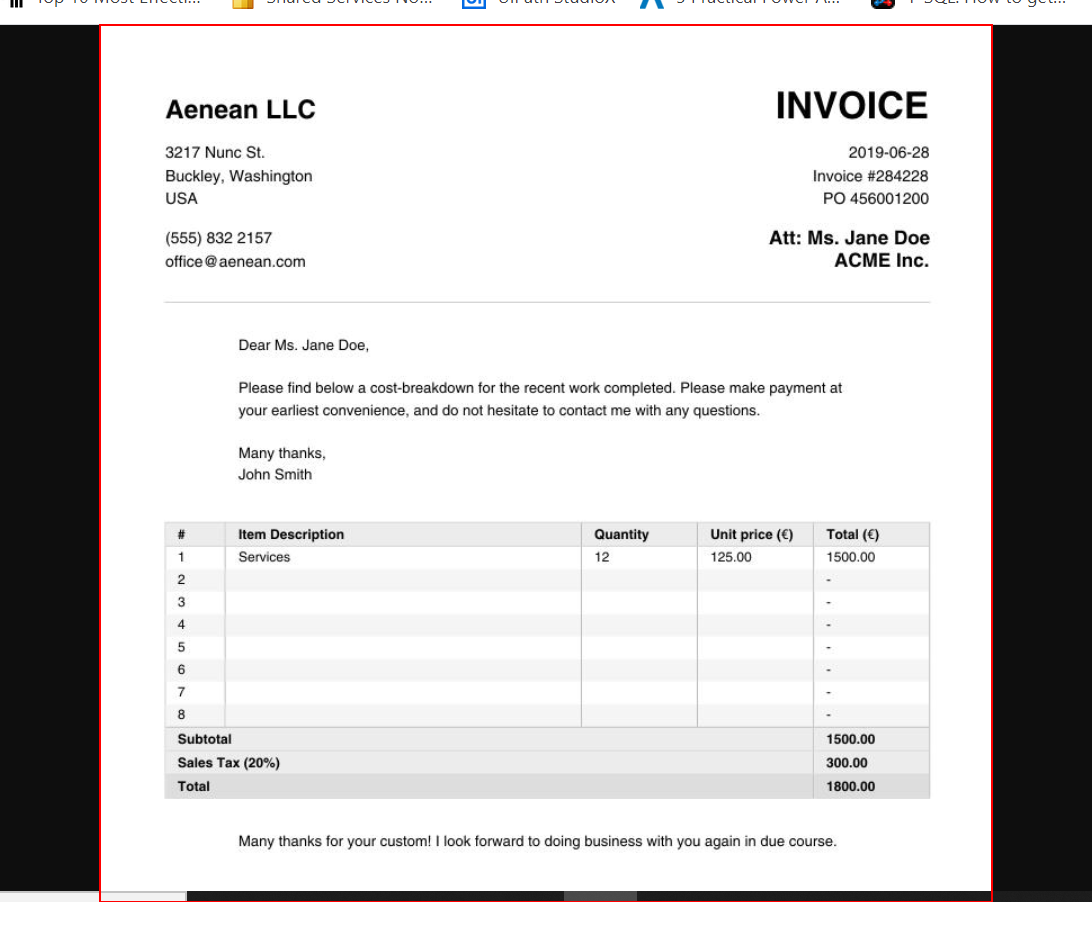 Aenean LLC
INVOICE
3217 Nunc St.
Buckley, Washington
USA
2019-06-28
Invoice #284228
PO 456001200
(555) 832 2157
office@aenean.com
Att: Ms. Jane Doe
ACME Inc.
Dear Ms. Jane Doe,
Please find below a cost-breakdown for the recent work completed. Please make payment at
your earliest convenience, and do not hesitate to contact me with any questions.
Many thanks,
John Smith
# Item Description Quantity Unit price (€) Total (€)
1 Services 12 125.00 1500.00
2 -
3 -
4 -
5 -
6 -
7 -
8 -
Subtotal 1500.00
Sales Tax (20%) 300.00
Total 1800.00
Many thanks for your custom! I look forward to doing business with you again in due course.